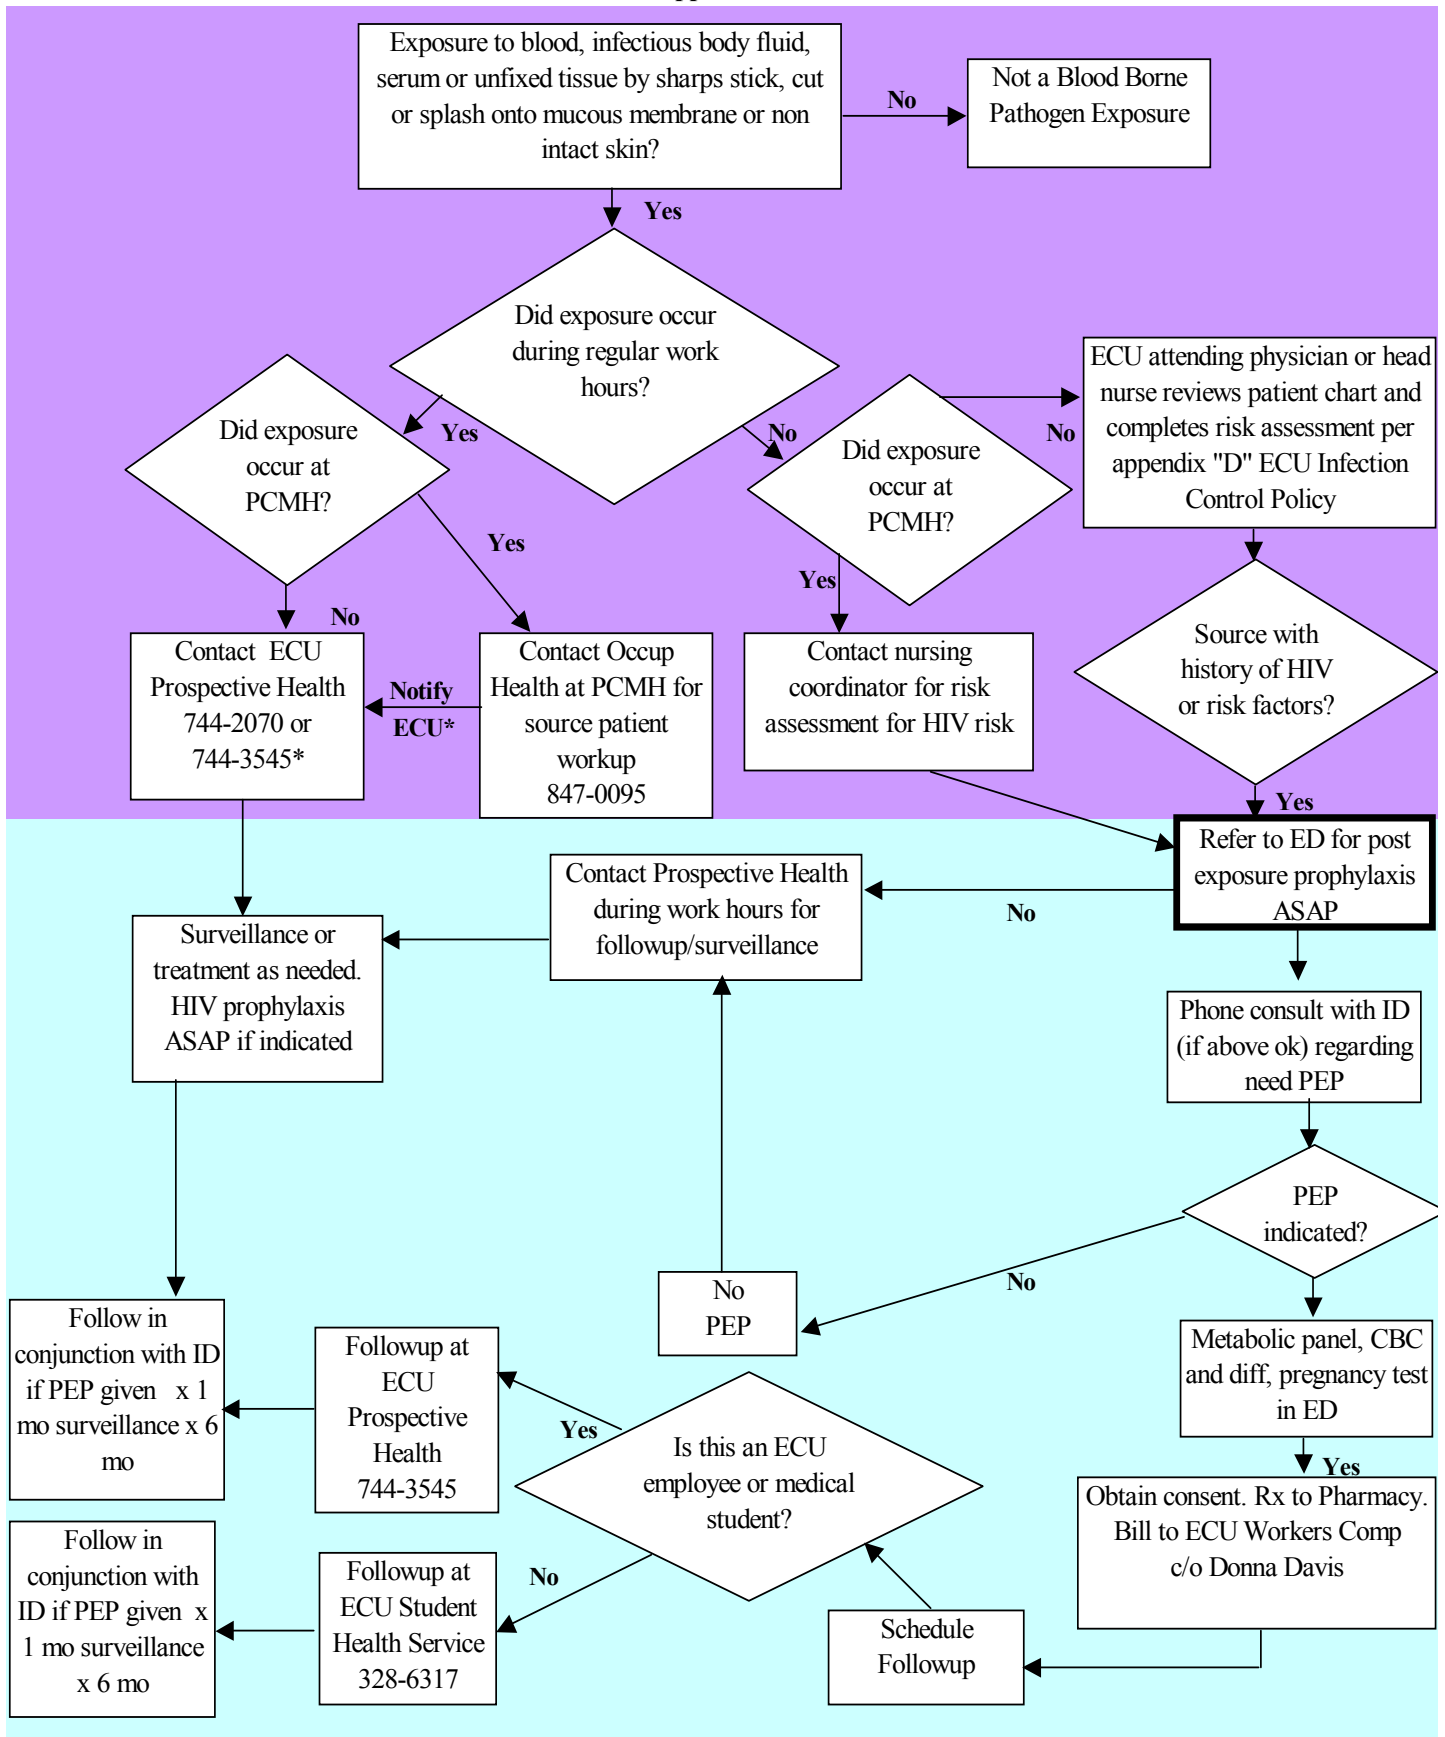 Exposure to blood, infectious body fluid,
serum or unfixed tissue by sharps stick, cut
or splash onto mucous membrane or non
intact skin?
No
Not a Blood Borne
Pathogen Exposure
Yes
Did exposure occur
during regular work
hours?
Yes
No
Did exposure
occur at
PCMH?
Did exposure
occur at
PCMH?
No
ECU attending physician or head
nurse reviews patient chart and
completes risk assessment per
appendix "D" ECU Infection
Control Policy
Yes
No
Yes
Contact ECU
Prospective Health
744-2070 or
744-3545*
Notify
ECU*
Contact Occup
Health at PCMH for
source patient
workup
847-0095
Contact nursing
coordinator for risk
assessment for HIV risk
Source with
history of HIV
or risk factors?
Yes
Refer to ED for post
exposure prophylaxis
ASAP
No
Contact Prospective Health
during work hours for
followup/surveillance
Surveillance or
treatment as needed.
HIV prophylaxis
ASAP if indicated
Phone consult with ID
(if above ok) regarding
need PEP
PEP
indicated?
No
No
PEP
Metabolic panel, CBC
and diff, pregnancy test
in ED
Yes
Obtain consent. Rx to Pharmacy.
Bill to ECU Workers Comp
c/o Donna Davis
Schedule
Followup
Is this an ECU
employee or medical
student?
Yes
No
Followup at
ECU
Prospective
Health
744-3545
Follow in
conjunction with ID
if PEP given x 1
mo surveillance x 6
mo
Followup at
ECU Student
Health Service
328-6317
Follow in
conjunction with
ID if PEP given x
1 mo surveillance
x 6 mo